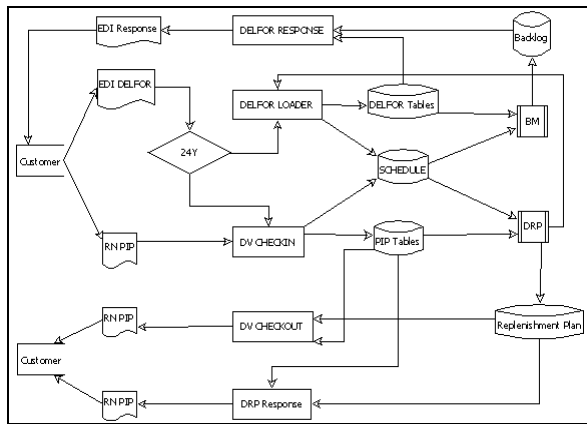 EDI Response
DELFOR RESPONSE
Backlog
EDI DELFOR
DELFOR LOADER
DELFOR Tables
BM
Customer
24Y
SCHEDULE
RN PIP
DV CHECKIN
PIP Tables
DRP
RN PIP
DV CHECKOUT
Replenishment Plan
Customer
RN PIP
DRP Response